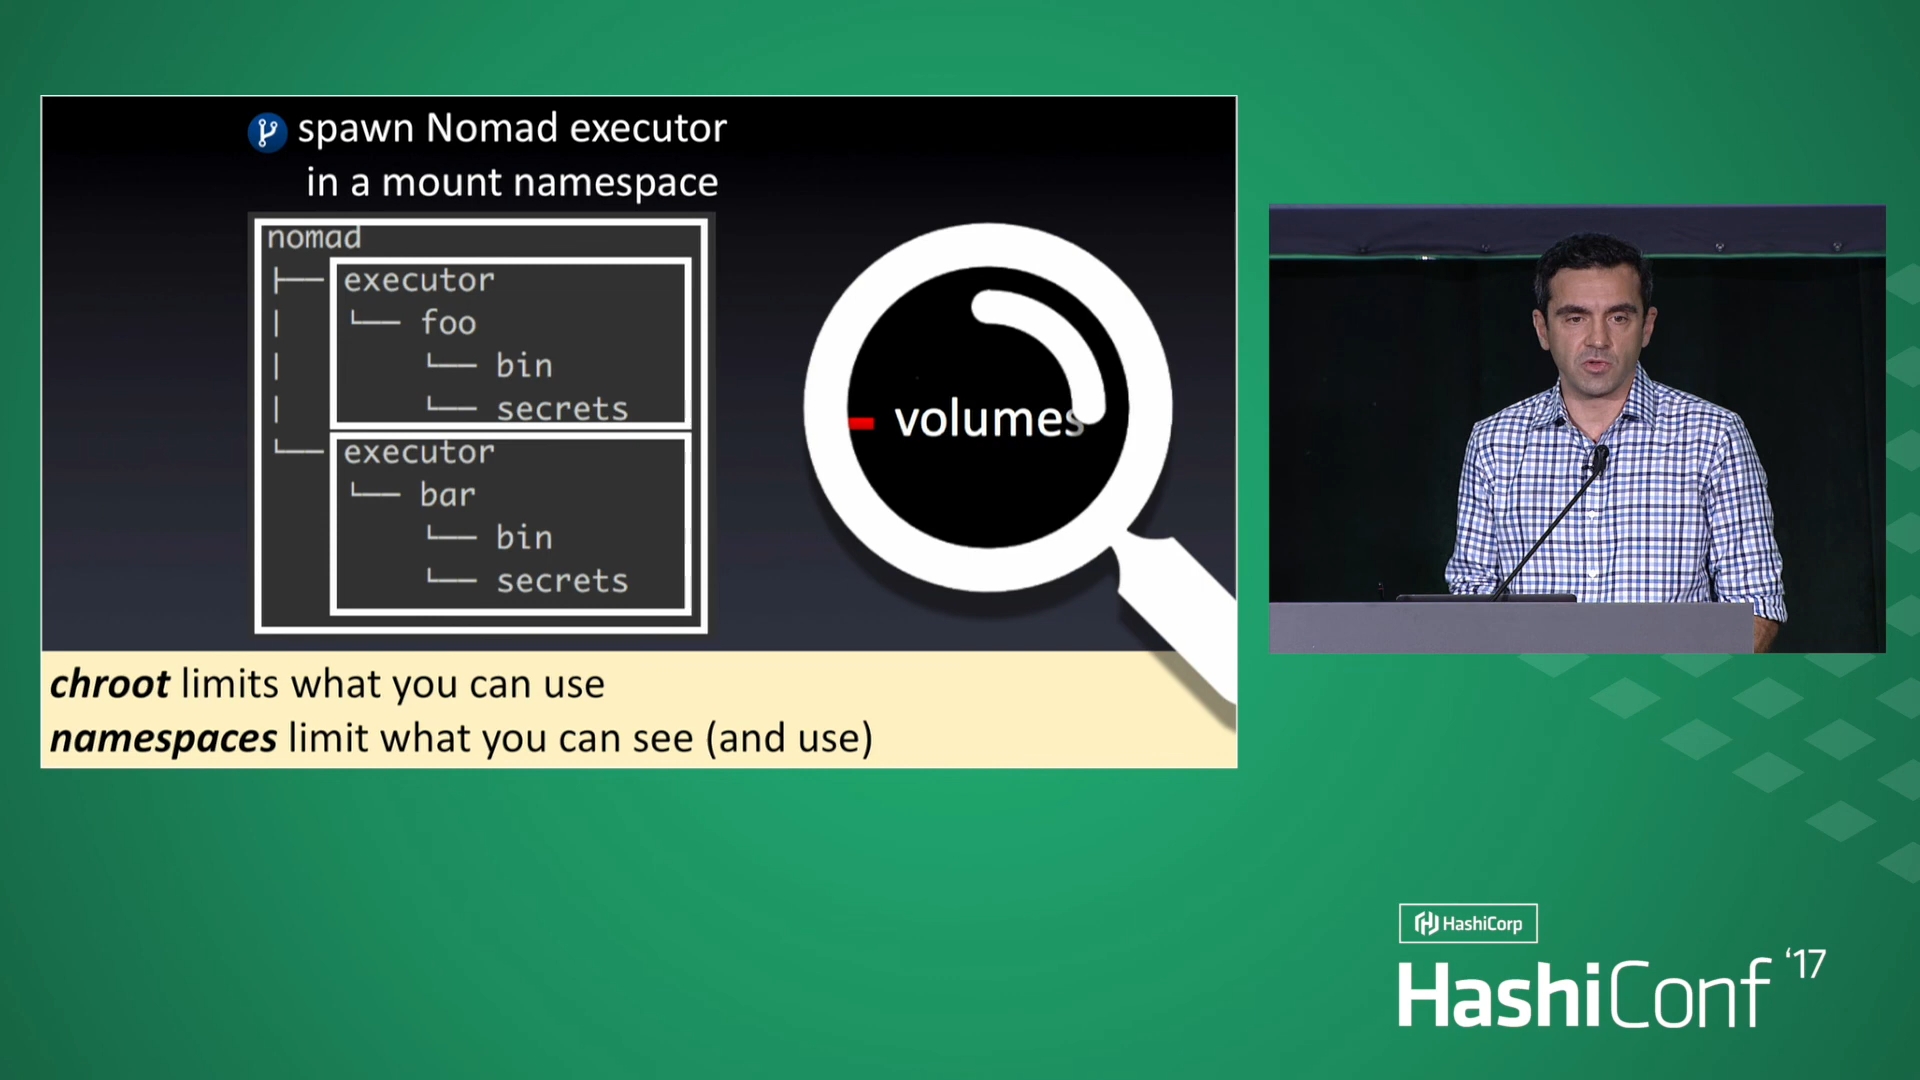 spawn Nomad executor
in a mount namespace
nomad
├── executor
│   └── foo
│       └── bin
│       └── secrets
└── executor
    └── bar
        └── bin
        └── secrets
- volumes
chroot limits what you can use
namespaces limit what you can see (and use)
HashiCorp
HashiConf '17